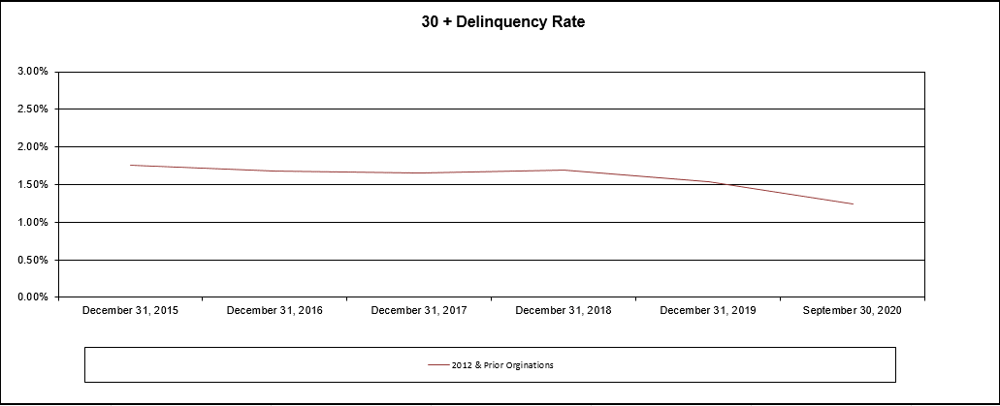 30 + Delinquency Rate
3.00%
2.50%
2.00%
1.50%
1.00%
0.50%
0.00%
December 31, 2015 December 31, 2016 December 31, 2017 December 31, 2018 December 31, 2019 September 30, 2020
2012 & Prior Orginations